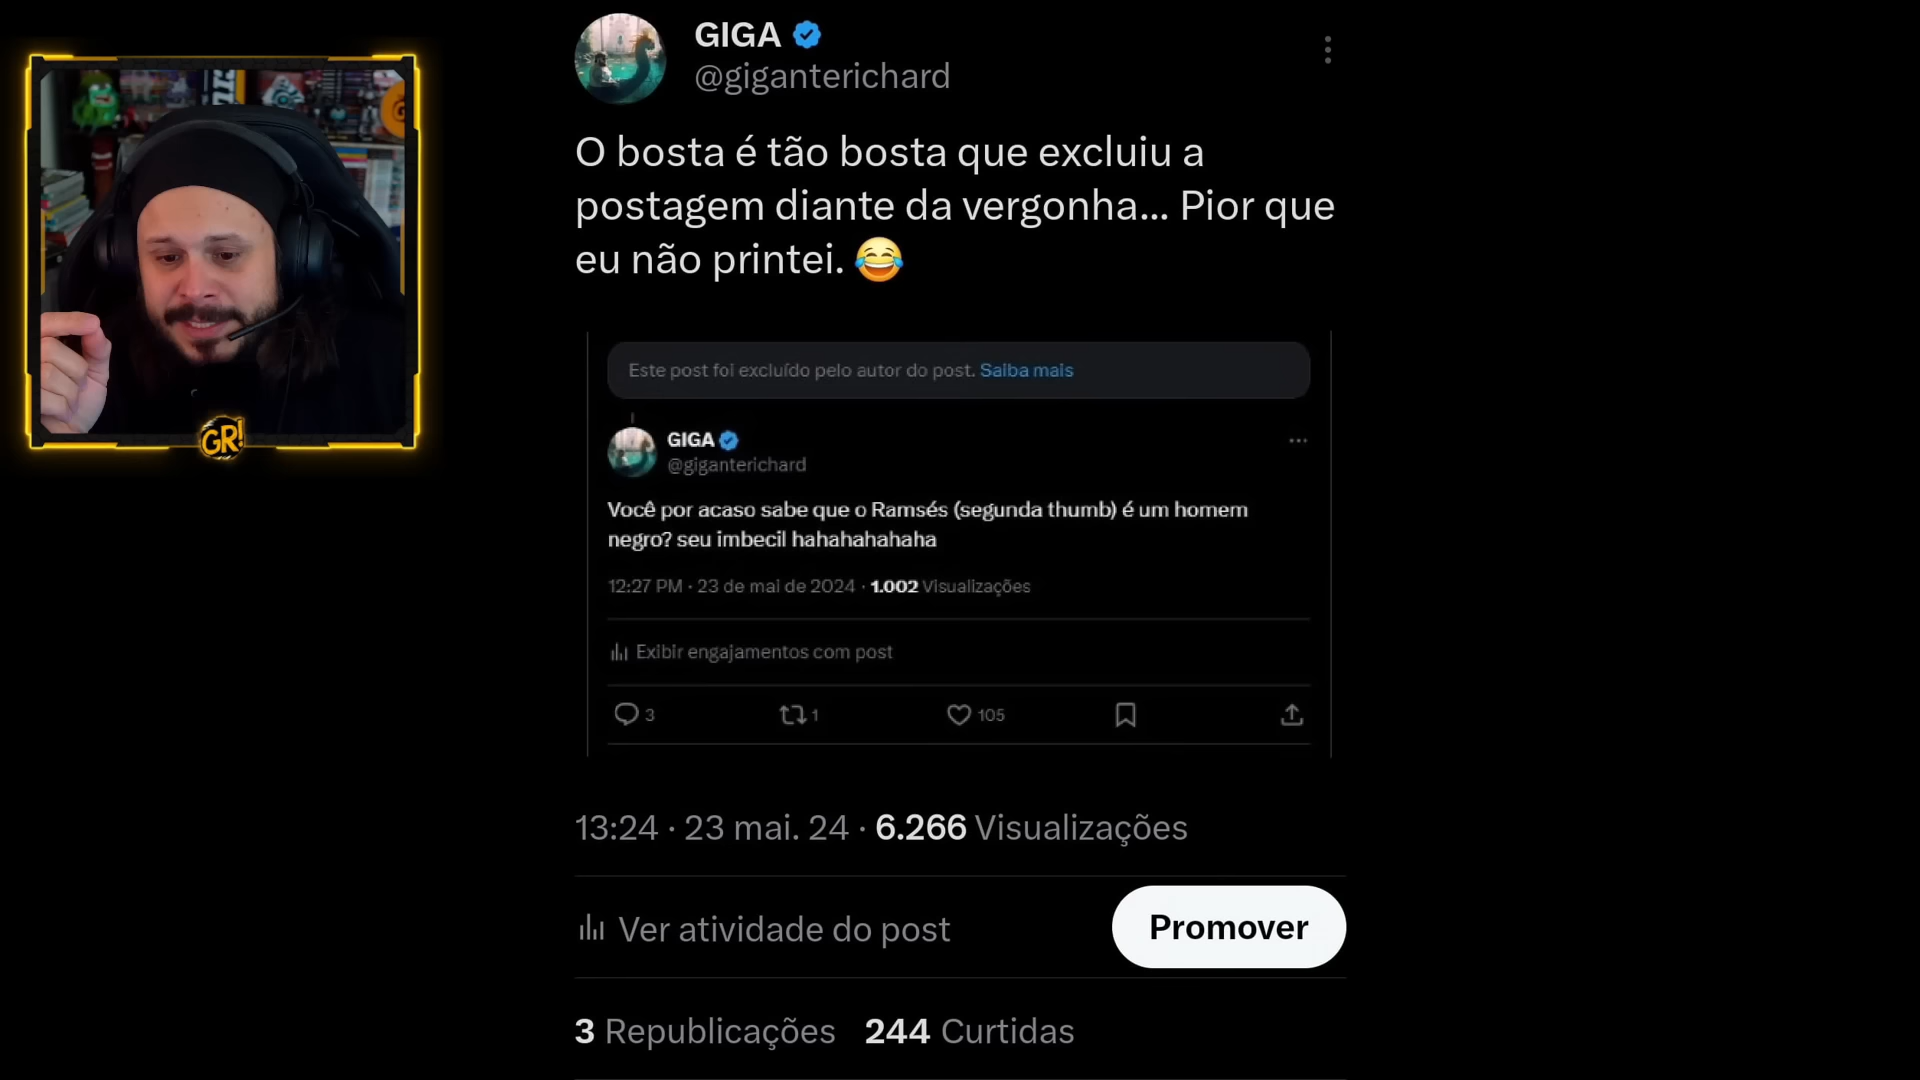 GIGA
@giganterichard
O bosta é tão bosta que excluiu a
postagem diante da vergonha... Pior que
eu não printei. 😂
Este post foi excluído pelo autor do post. Saiba mais
GIGA
@giganterichard
Você por acaso sabe que o Ramsés (segunda thumb) é um homem
negro? seu imbecil hahahahahaha
12:27 PM · 23 de mai de 2024 · 1.002 Visualizações
Exibir engajamentos com post
3 1 105
13:24 · 23 mai. 24 · 6.266 Visualizações
Ver atividade do post
Promover
3 Republicações 244 Curtidas
GR!